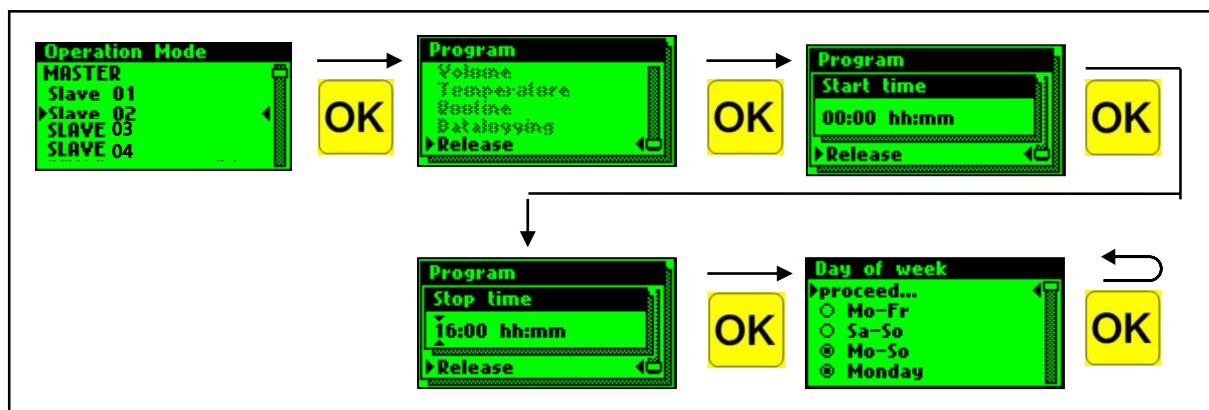 Operation Mode
MASTER
Slave 01
Slave 02
SLAVE 03
SLAVE 04
OK
Program
Volume
Temperature
Routine
Datalogging
Release
OK
Program
Start time
00:00 hh:mm
Release
OK
Program
Stop time
16:00 hh:mm
Release
OK
Day of week
proceed...
Mo-Fr
Sa-So
Mo-So
Monday
OK